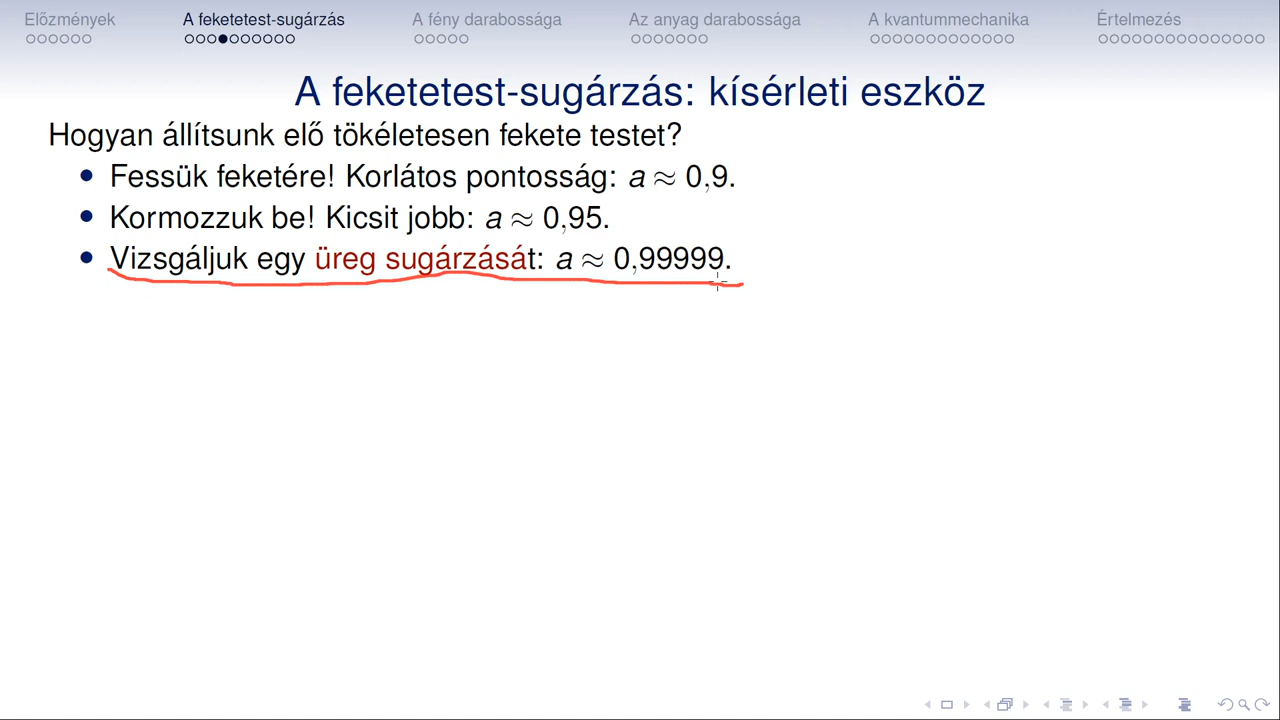 Előzmények A feketetest-sugárzás A fény darabossága Az anyag darabossága A kvantummechanika Értelmezés
A feketetest-sugárzás: kísérleti eszköz
Hogyan állítsunk elő tökéletesen fekete testet?
Fessük feketére! Korlátos pontosság: a ≈ 0,9.
Kormozzuk be! Kicsit jobb: a ≈ 0,95.
Vizsgáljuk egy üreg sugárzását: a ≈ 0,99999.